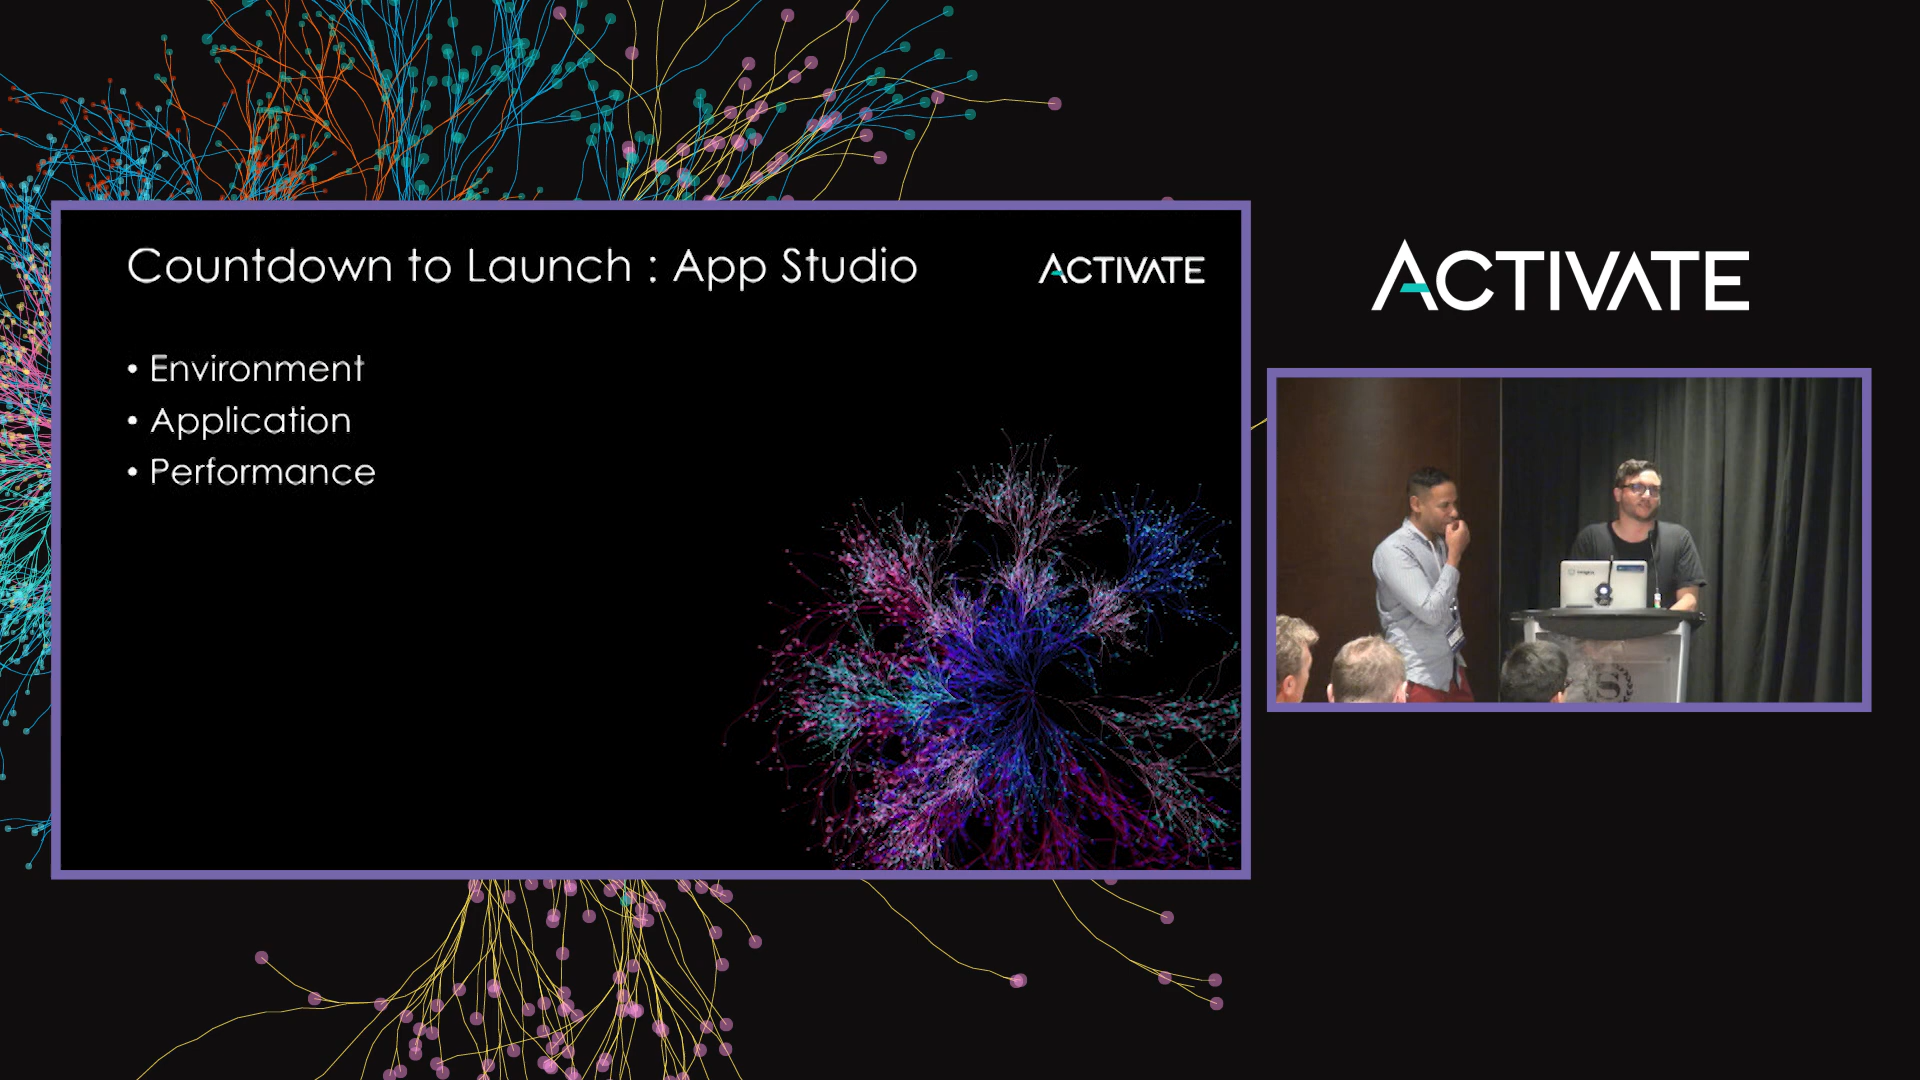 Countdown to Launch : App Studio
ACTIVATE
• Environment
• Application
• Performance
ACTIVATE